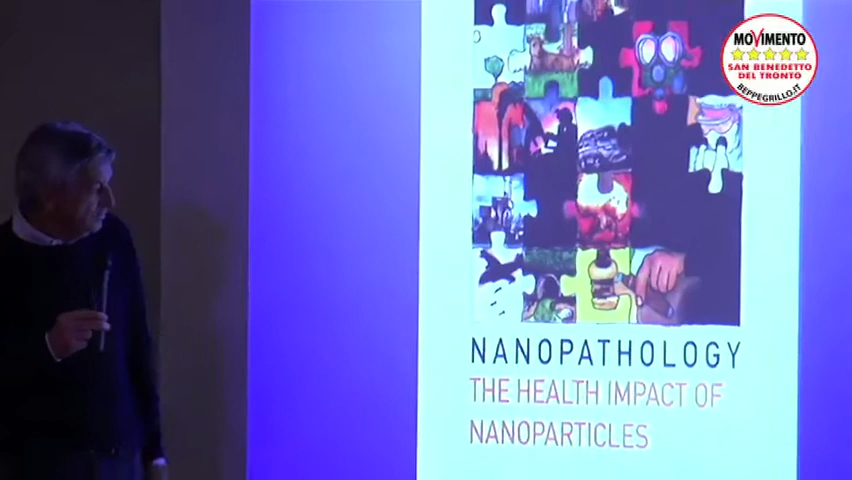 MOVIMENTO
SAN BENEDETTO
DEL TRONTO
BEPPEGRILLO.IT
NANOPATHOLOGY
THE HEALTH IMPACT OF
NANOPARTICLES